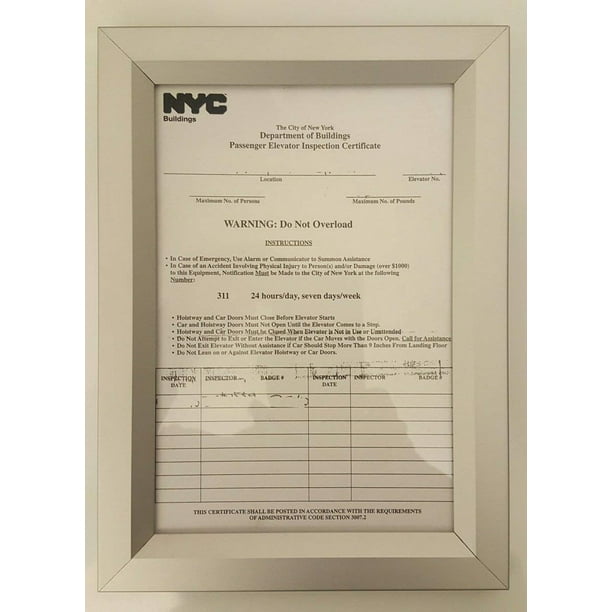 NYC
Buildings
The City of New York
Department of Buildings
Passenger Elevator Inspection Certificate
Location Elevator No.
Maximum No. of Persons Maximum No. of Pounds
WARNING: Do Not Overload
INSTRUCTIONS
• In Case of Emergency, Use Alarm or Communicator to Summon Assistance
• In Case of an Accident Involving Physical Injury to Person(s) and/or Damage (over $1000)
to this Equipment, Notification Must be Made to the City of New York at the following
Number:
311 24 hours/day, seven days/week
• Hoistway and Car Doors Must Close Before Elevator Starts
• Car and Hoistway Doors Must Not Open Until the Elevator Comes to a Stop.
• Hoistway and Car Doors Must be Closed When Elevator is Not in Use or Unattended
• Do Not Attempt to Exit or Enter the Elevator if the Car Moves with the Doors Open. Call for Assistance
• Do Not Exit Elevator Without Assistance if Car Should Stop More Than 9 Inches From Landing Floor
• Do Not Lean on or Against Elevator Hoistway or Car Doors.
INSPECTION INSPECTOR BADGE # INSPECTION INSPECTOR BADGE #
DATE DATE
THIS CERTIFICATE SHALL BE POSTED IN ACCORDANCE WITH THE REQUIREMENTS
OF ADMINISTRATIVE CODE SECTION 3007.2